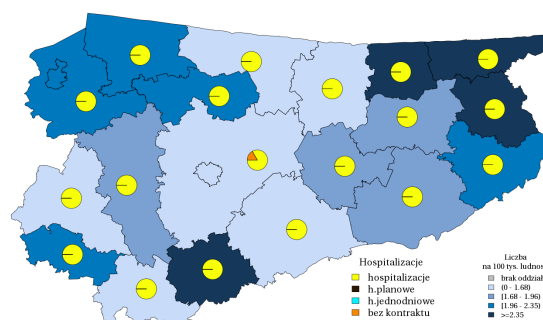 Hospitalizacje
hospitalizacje
h.planowe
h.jednodniowe
bez kontraktu
Liczba
na 100 tys. ludnoś
brak oddział
(0 - 1.68)
[1.68 - 1.96)
[1.96 - 2.35)
>=2.35